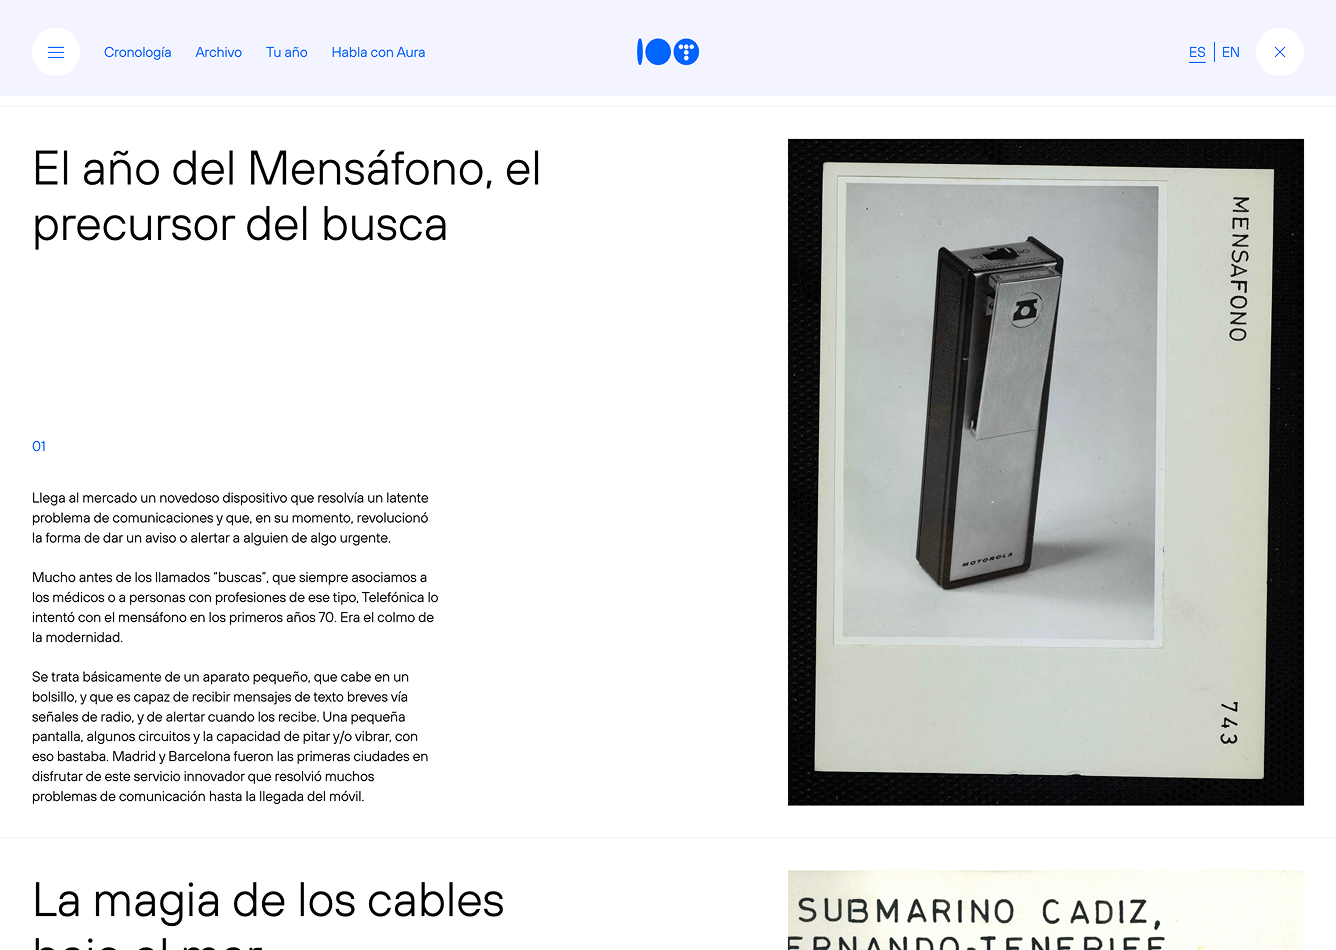 Cronología Archivo Tu año Habla con Aura
ES EN
El año del Mensáfono, el
precursor del busca
01
Llega al mercado un novedoso dispositivo que resolvía un latente
problema de comunicaciones y que, en su momento, revolucionó
la forma de dar un aviso o alertar a alguien de algo urgente.
Mucho antes de los llamados “buscas”, que siempre asociamos a
los médicos o a personas con profesiones de ese tipo, Telefónica lo
intentó con el mensáfono en los primeros años 70. Era el colmo de
la modernidad.
Se trata básicamente de un aparato pequeño, que cabe en un
bolsillo, y que es capaz de recibir mensajes de texto breves vía
señales de radio, y de alertar cuando los recibe. Una pequeña
pantalla, algunos circuitos y la capacidad de pitar y/o vibrar, con
eso bastaba. Madrid y Barcelona fueron las primeras ciudades en
disfrutar de este servicio innovador que resolvió muchos
problemas de comunicación hasta la llegada del móvil.
MENSAFONO
MOTOROLA
743
La magia de los cables
bajo el mar
SUBMARINO CADIZ,
ERNANDO-TENERIFE